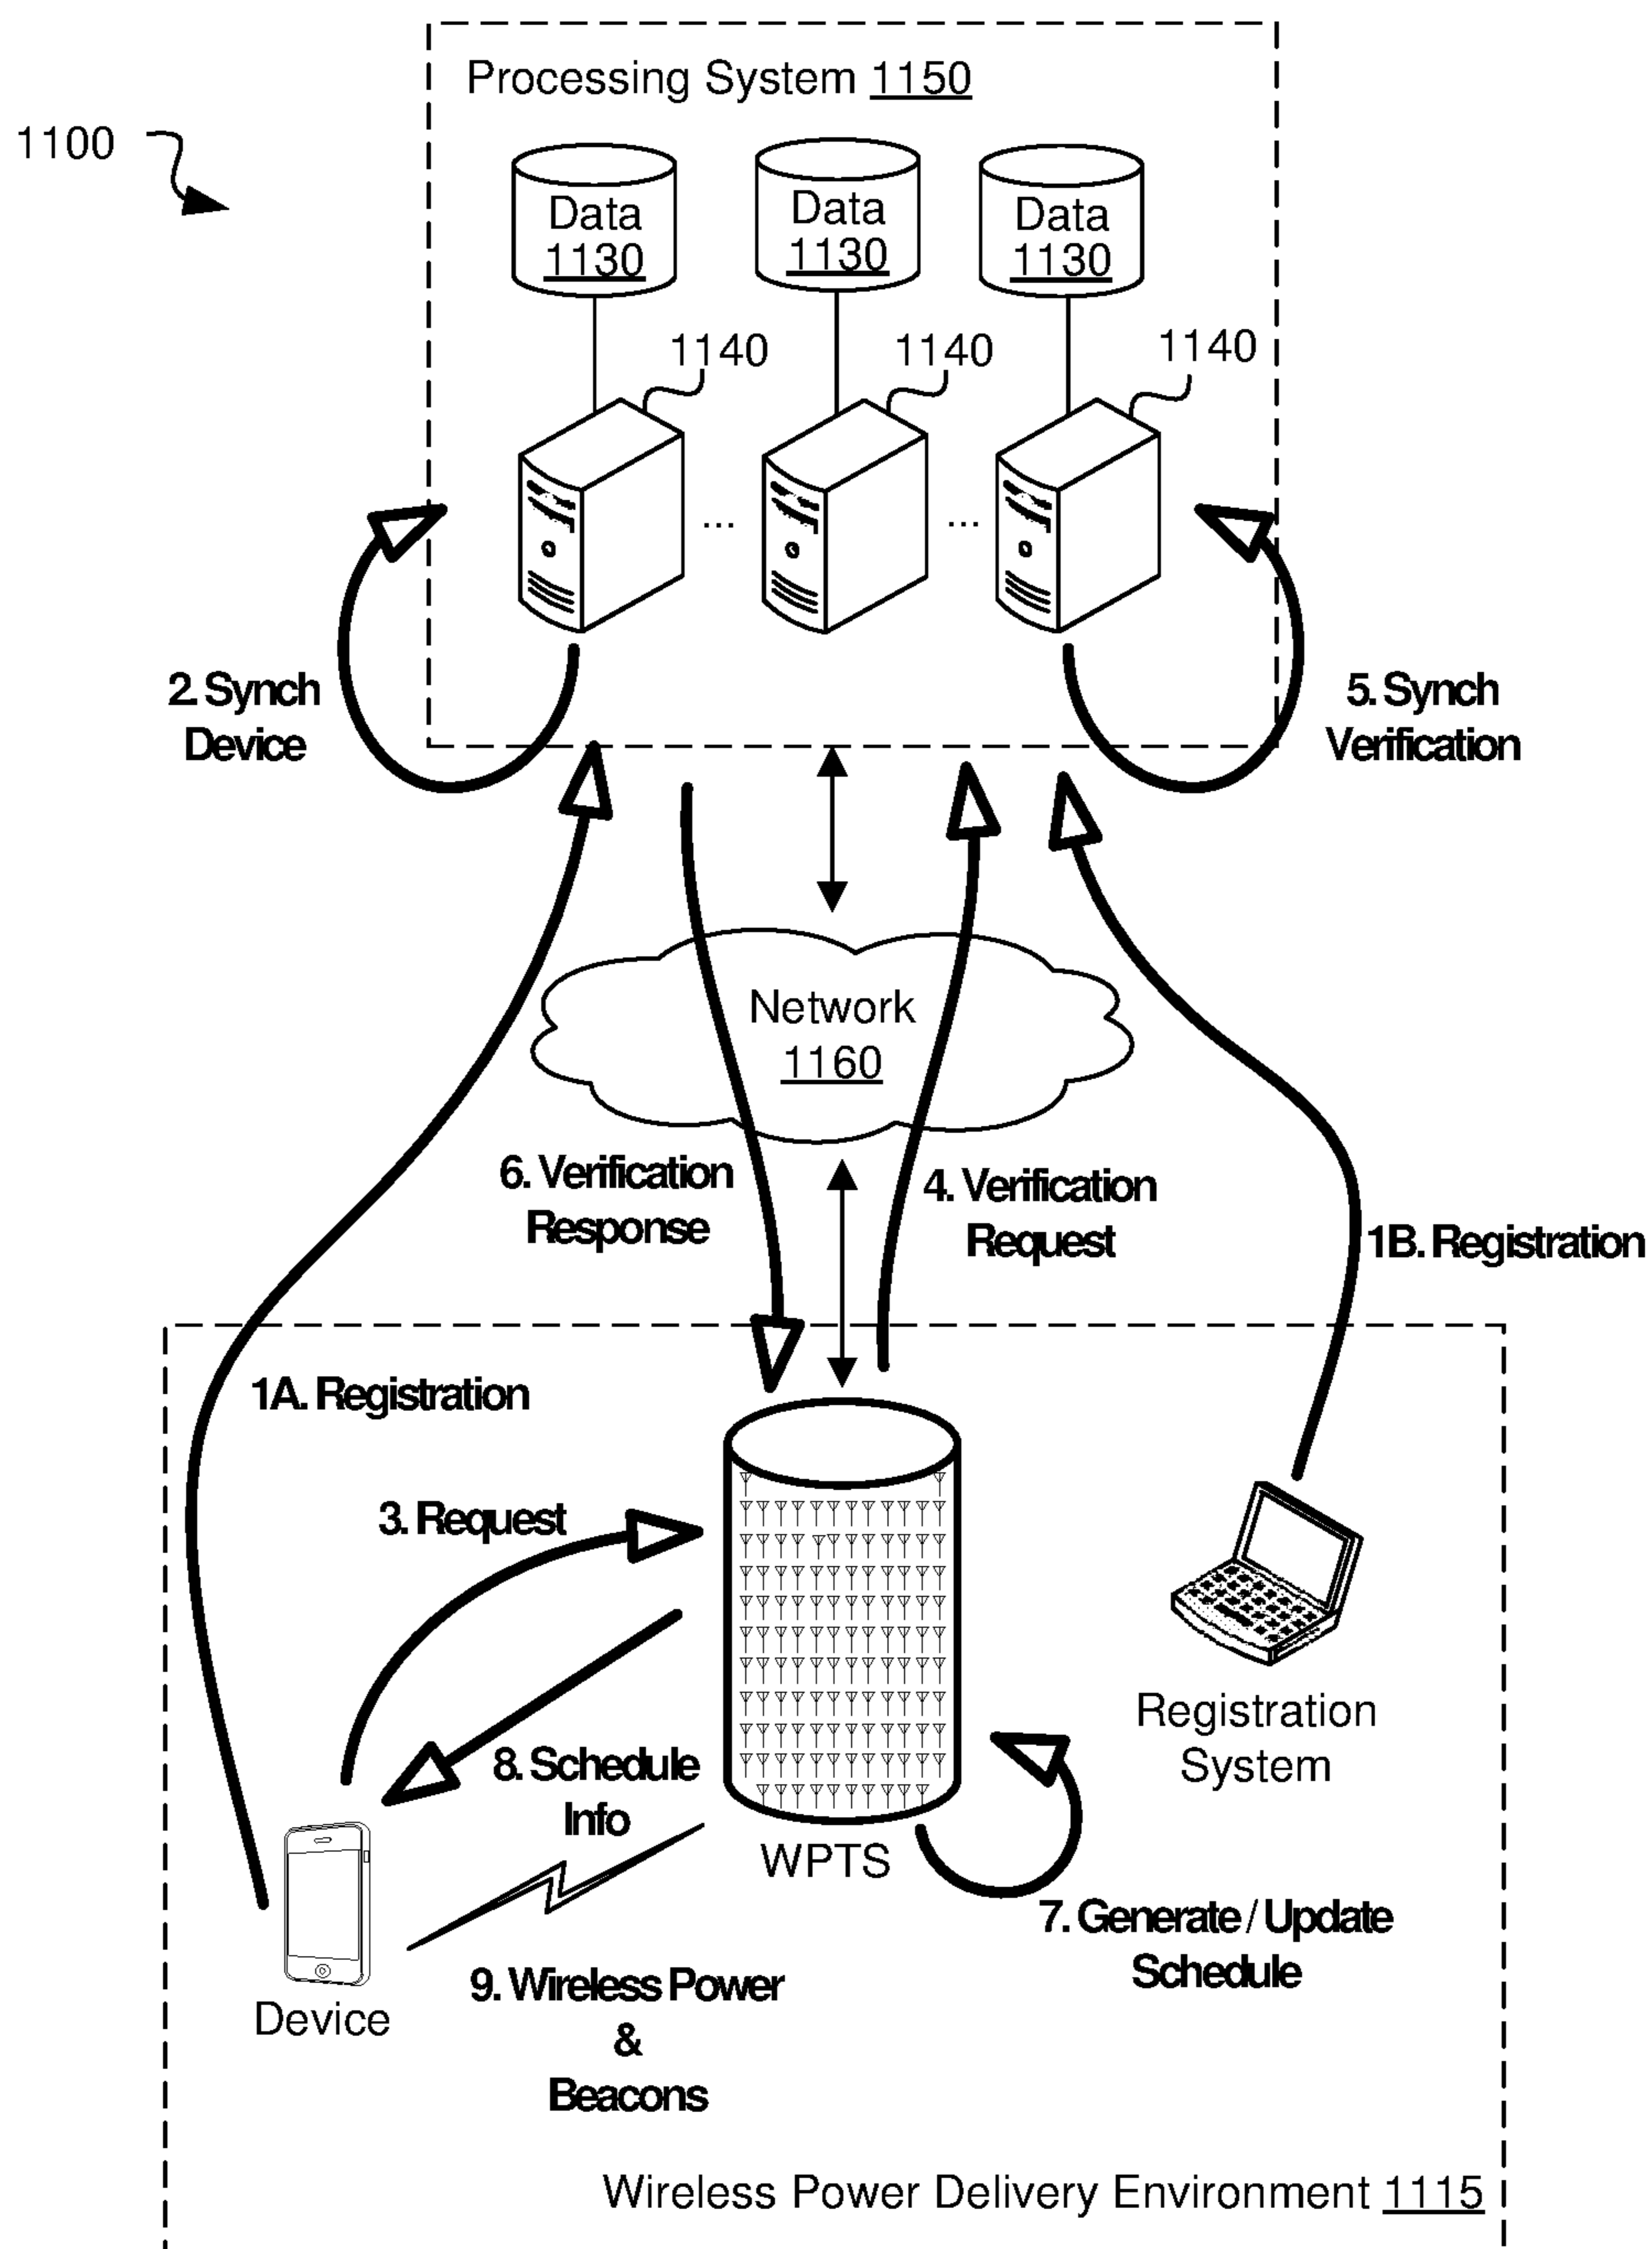 Processing System 1150
1100
Data
1130
Data
1130
Data
1130
1140
1140
1140
...
...
2. Synch
Device
5. Synch
Verification
Network
1160
6. Verification
Response
4. Verification
Request
1B. Registration
1A. Registration
3. Request
8. Schedule
Info
WPTS
Registration
System
7. Generate / Update
Schedule
Device
9. Wireless Power
&
Beacons
Wireless Power Delivery Environment 1115